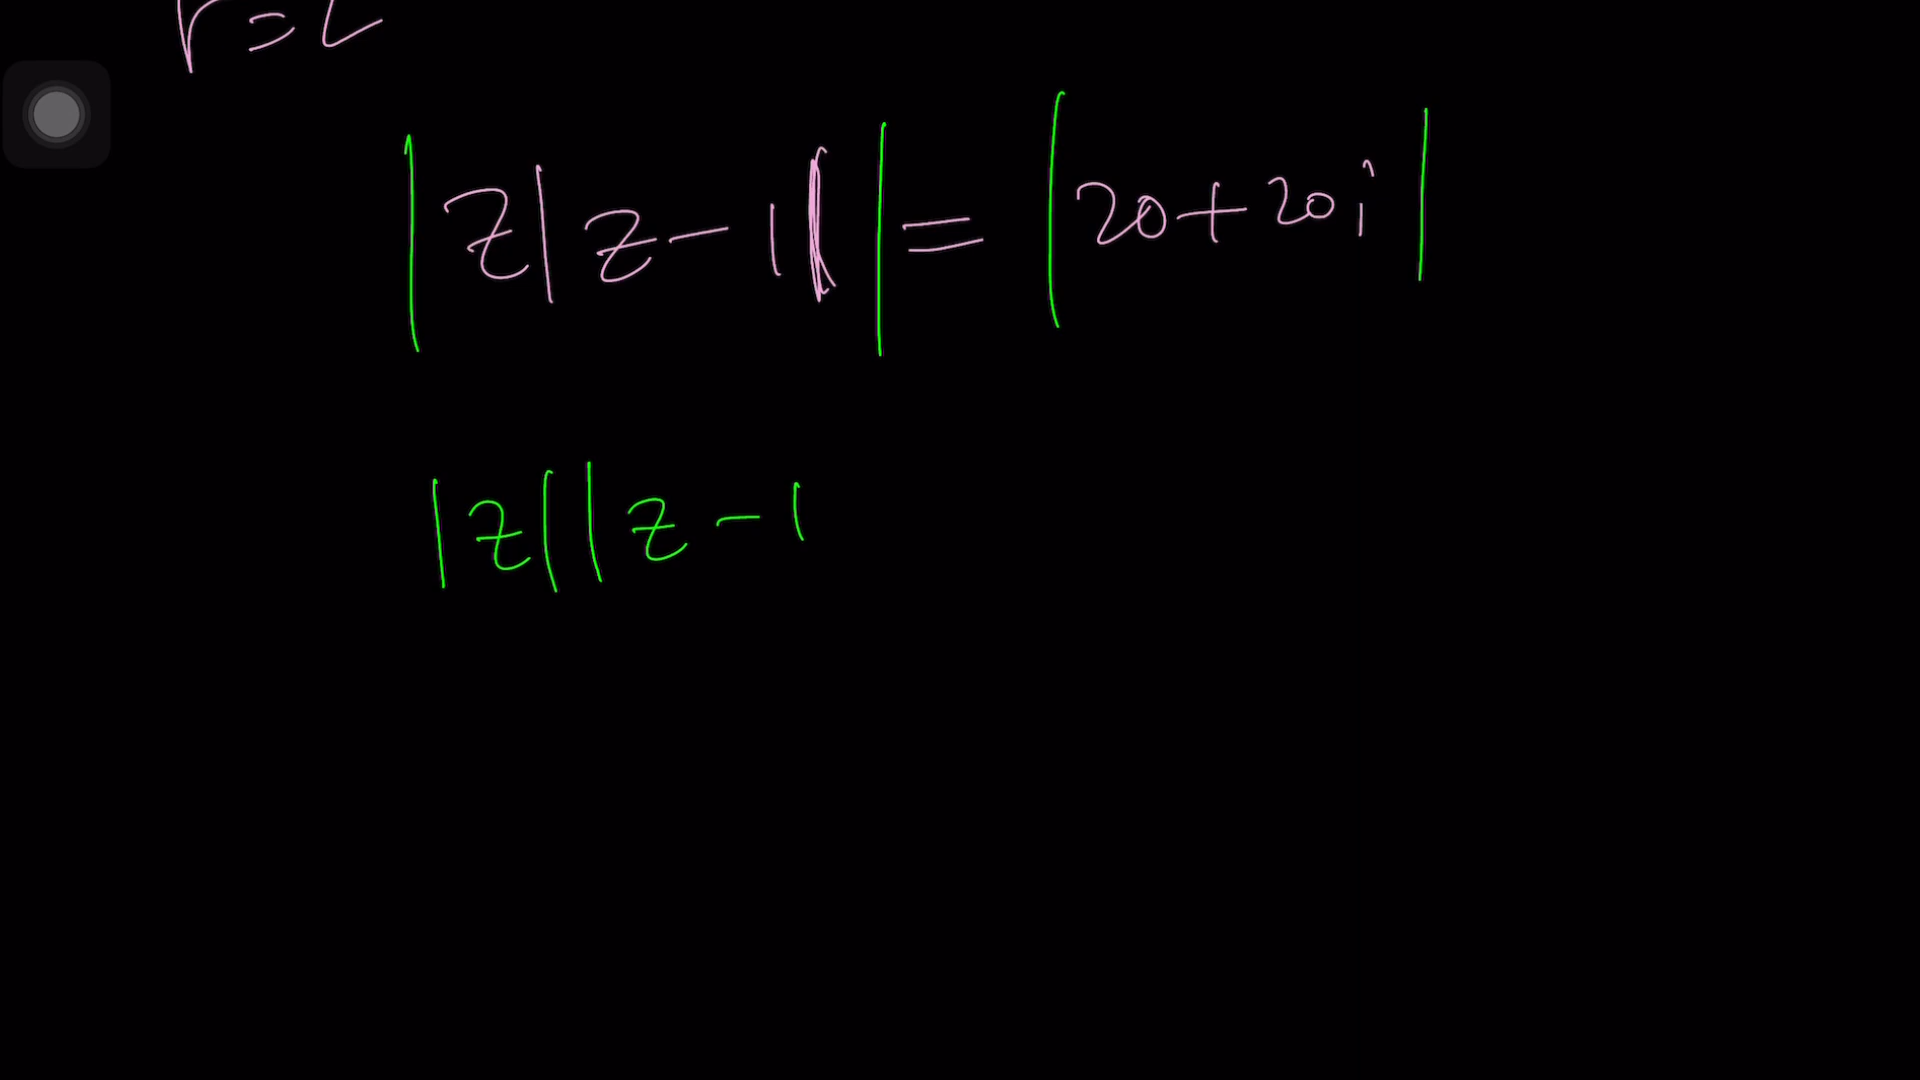 | z | z - 1 | | = | 20 + 20i |
| z | | z - 1